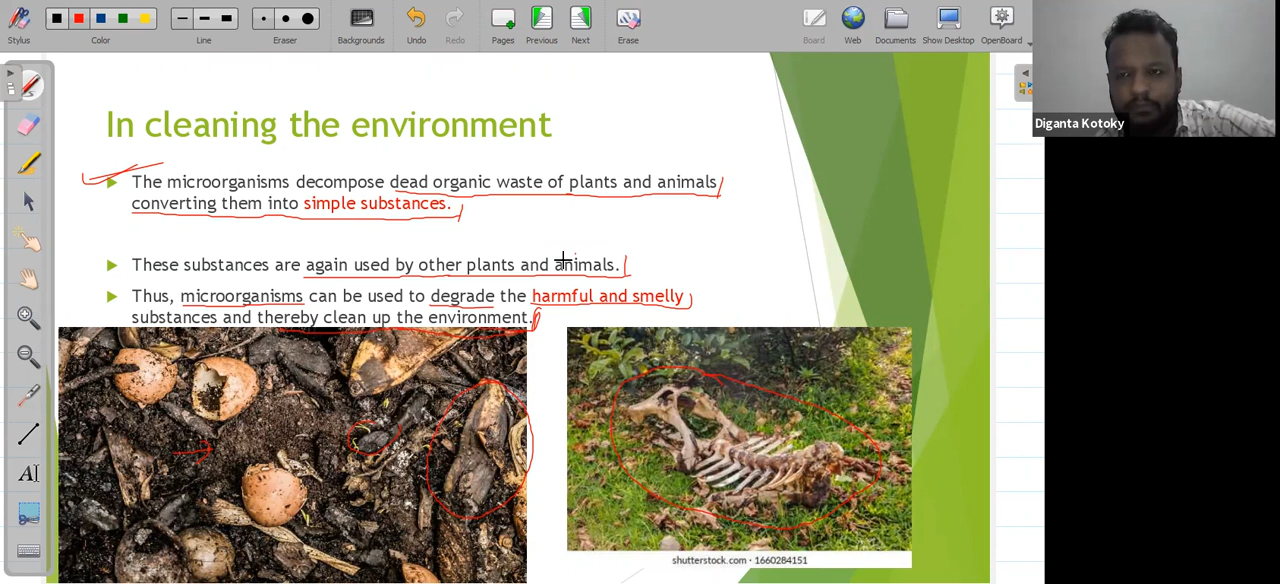 Stylus
Color
Line
Eraser
Backgrounds
Undo
Redo
Pages
Previous
Next
Erase
Board
Web
Documents
Show Desktop
OpenBoard
Diganta Kotoky
In cleaning the environment
The microorganisms decompose dead organic waste of plants and animals
converting them into simple substances.
These substances are again used by other plants and animals.
Thus, microorganisms can be used to degrade the harmful and smelly
substances and thereby clean up the environment.
AI
shutterstock.com · 1660284151